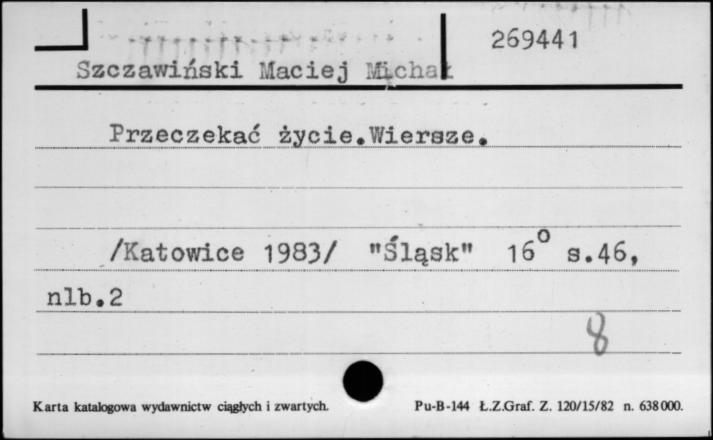 269441
Szczawiński Maciej Michał
Przeczekać życie.Wiersze.
/Katowice 1983/ "Śląsk" 16° s.46,
nlb.2
8
Karta katalogowa wydawnictw ciągłych i zwartych. Pu-B-144 Ł.Z.Graf. Z. 120/15/82 n. 638000.